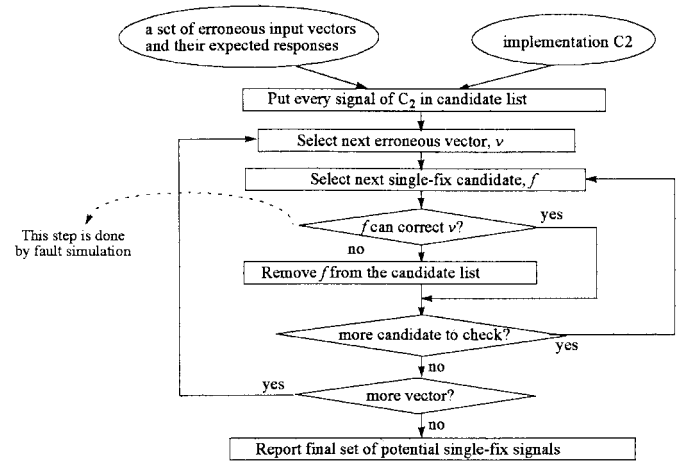 a set of erroneous input vectors
and their expected responses
implementation C2
Put every signal of C2 in candidate list
Select next erroneous vector, v
Select next single-fix candidate, f
f can correct v?
yes
This step is done
by fault simulation
no
Remove f from the candidate list
more candidate to check?
yes
no
yes
more vector?
no
Report final set of potential single-fix signals